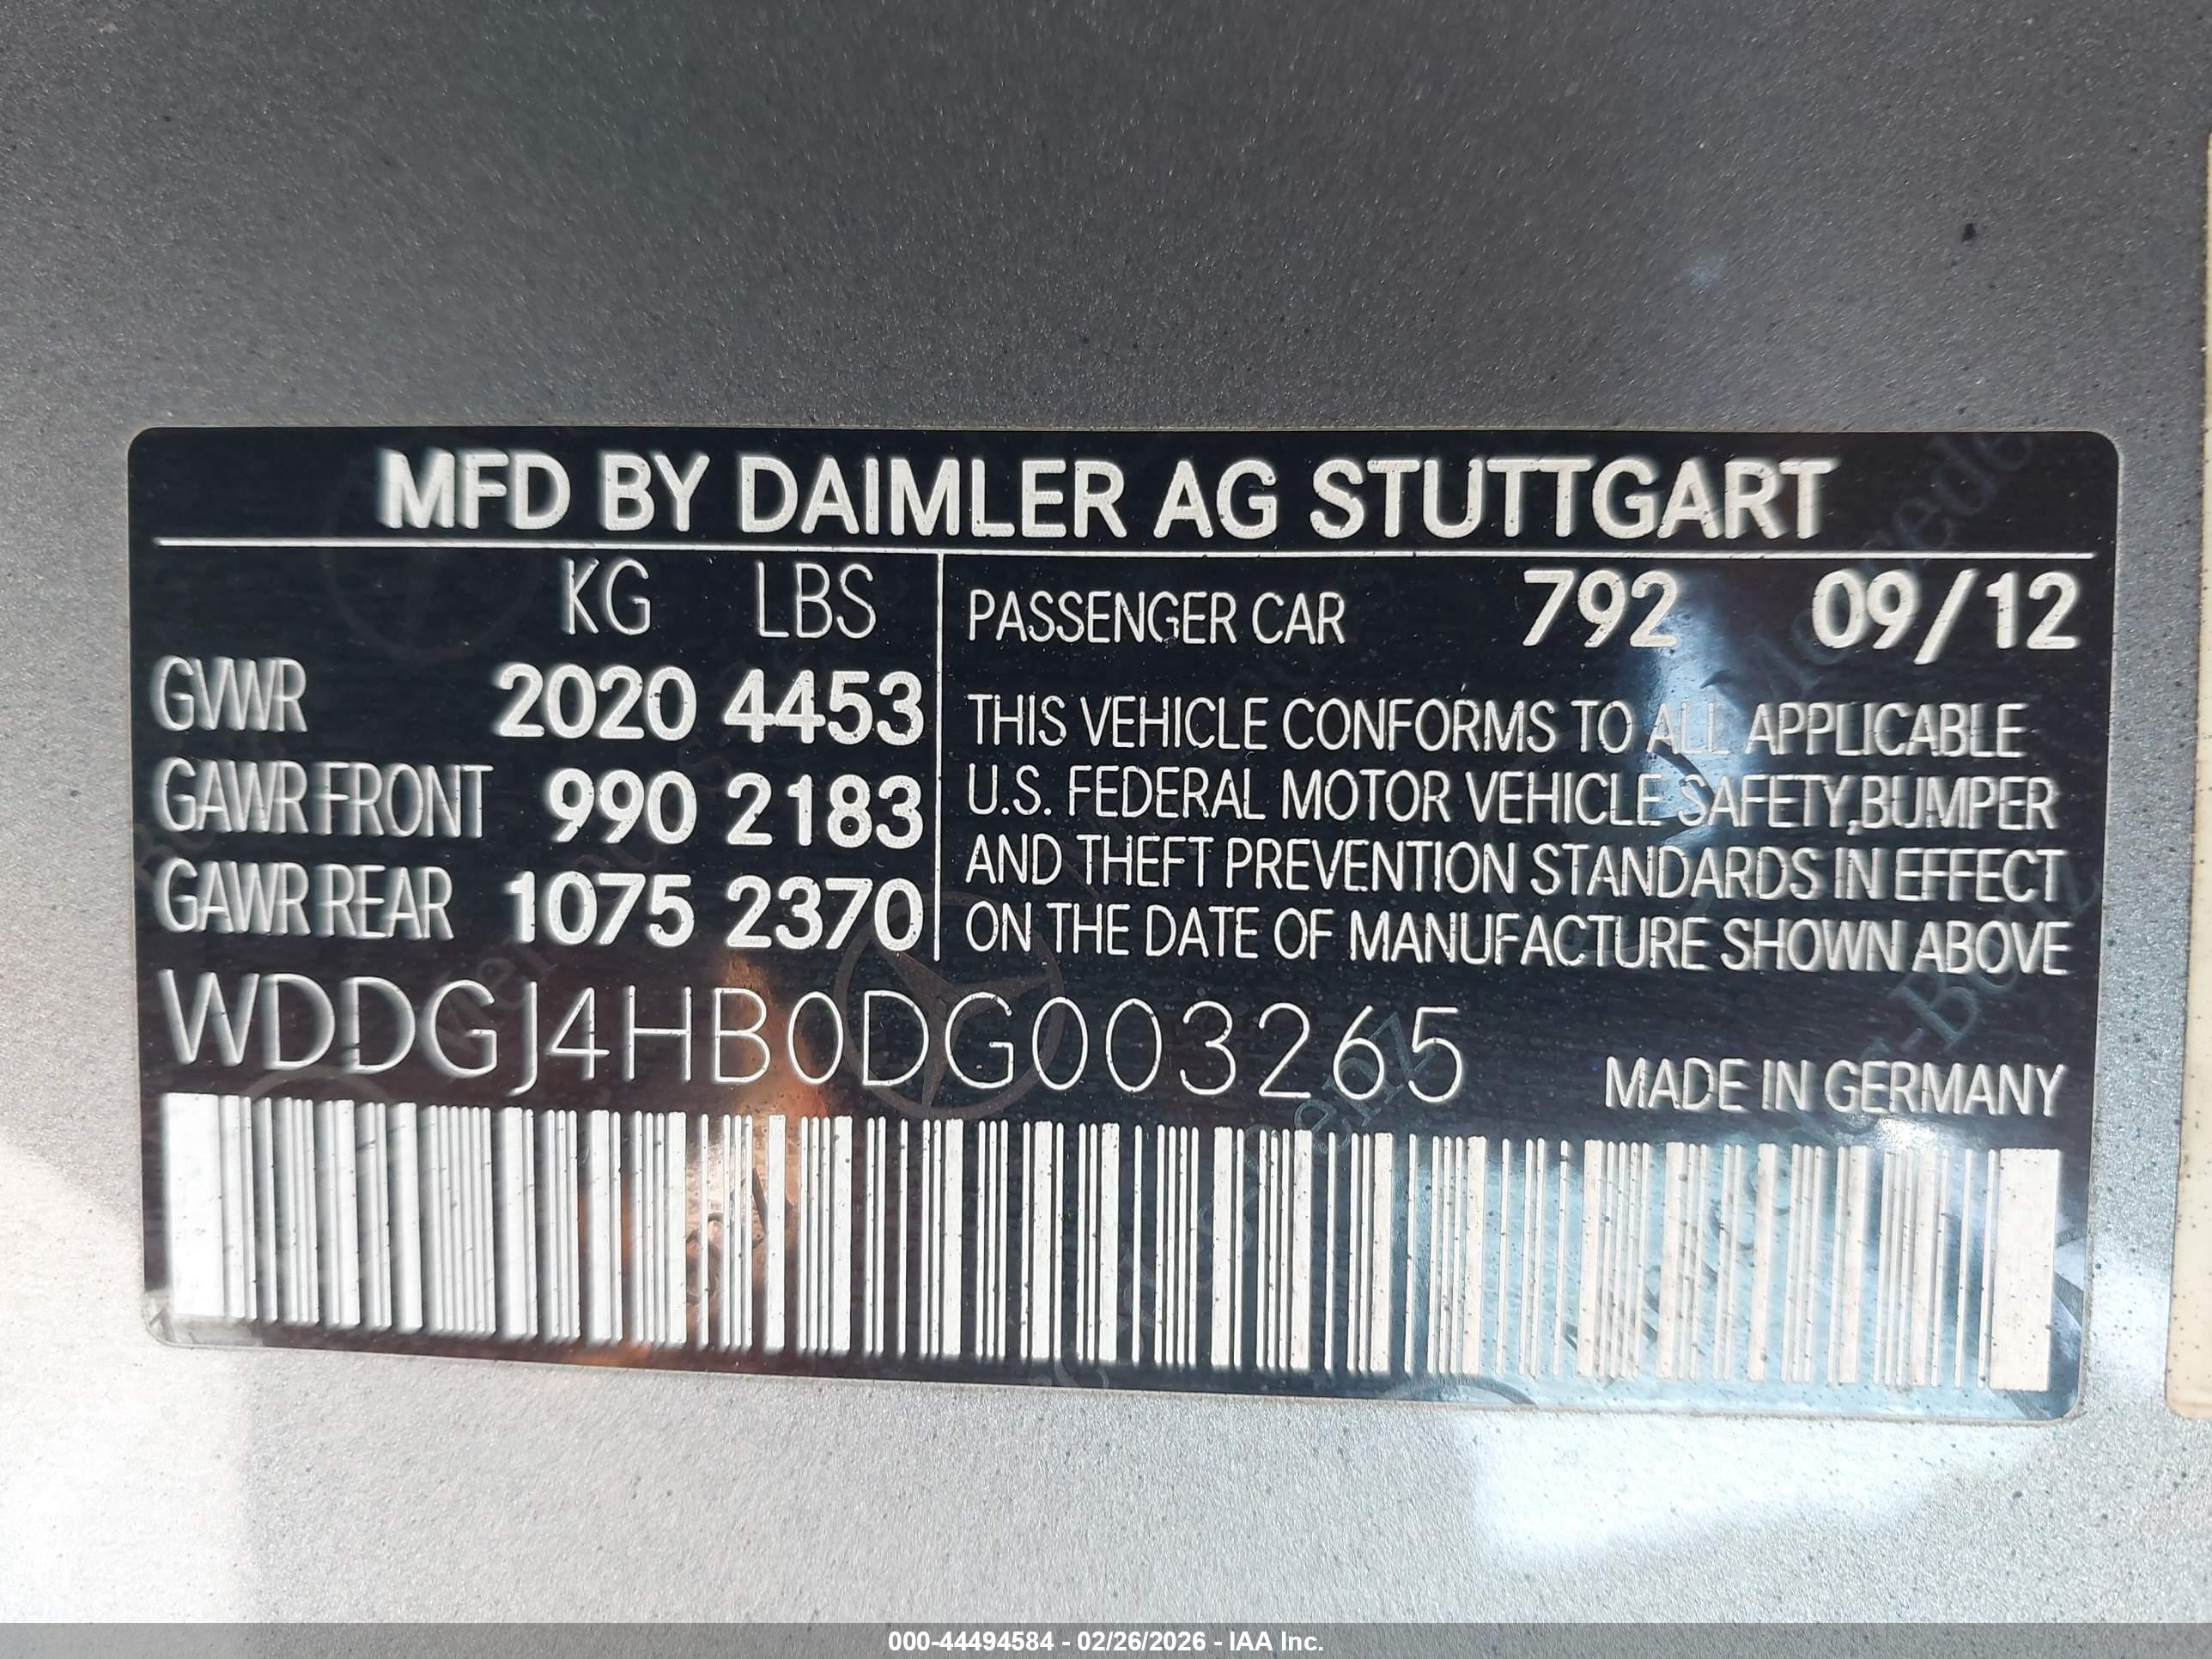 MFD BY DAIMLER AG STUTTGART
KG LBS
GVWR 2020 4453
GAWR FRONT 990 2183
GAWR REAR 1075 2370
PASSENGER CAR 792 09/12
THIS VEHICLE CONFORMS TO ALL APPLICABLE
U.S. FEDERAL MOTOR VEHICLE SAFETY,BUMPER
AND THEFT PREVENTION STANDARDS IN EFFECT
ON THE DATE OF MANUFACTURE SHOWN ABOVE
WDDGJ4HB0DG003265
MADE IN GERMANY
000-44494584 - 02/26/2026 - IAA Inc.